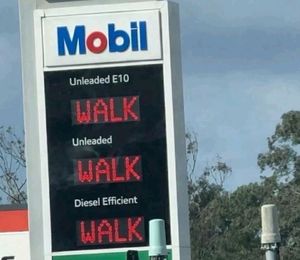 Mobil
Unleaded E10
WALK
Unleaded
WALK
Diesel Efficient
WALK